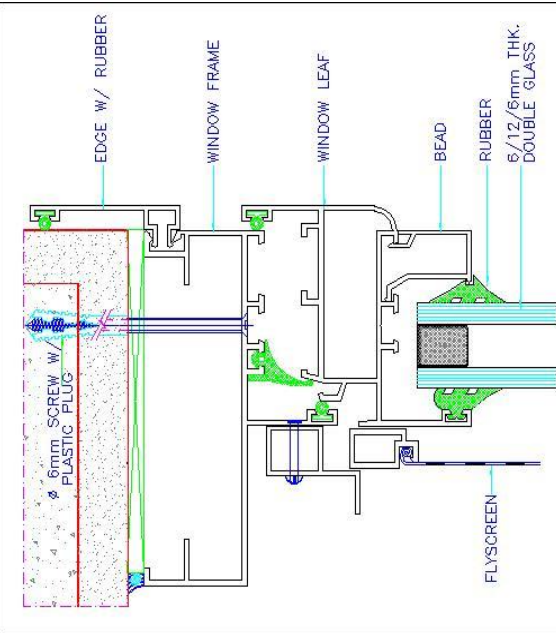 EDGE W/ RUBBER
WINDOW FRAME
WINDOW LEAF
BEAD
RUBBER
6/12/6mm THK.
DOUBLE GLASS
ϕ 6mm SCREW W/
PLASTIC PLUG
FLYSCREEN